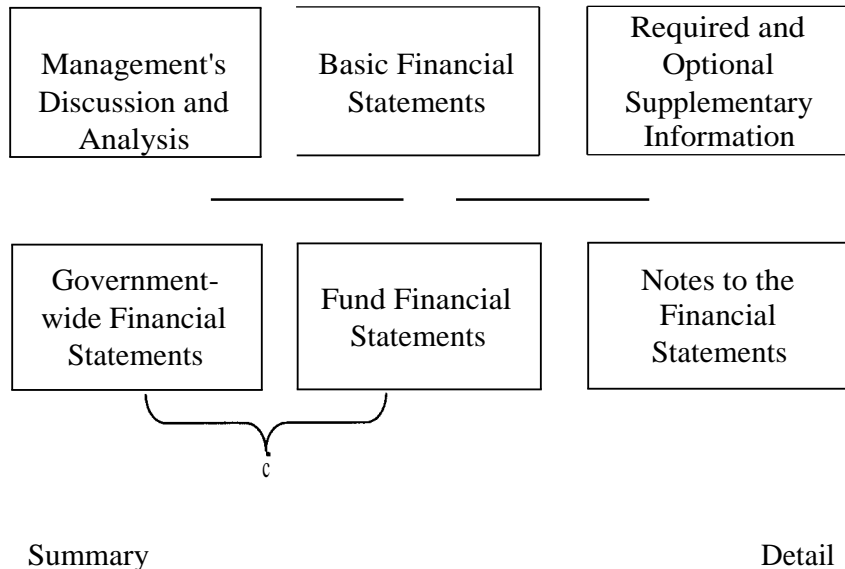 Management's
Discussion and
Analysis
Basic Financial
Statements
Required and
Optional
Supplementary
Information
Government-
wide Financial
Statements
Fund Financial
Statements
Notes to the
Financial
Statements
c
Summary
Detail